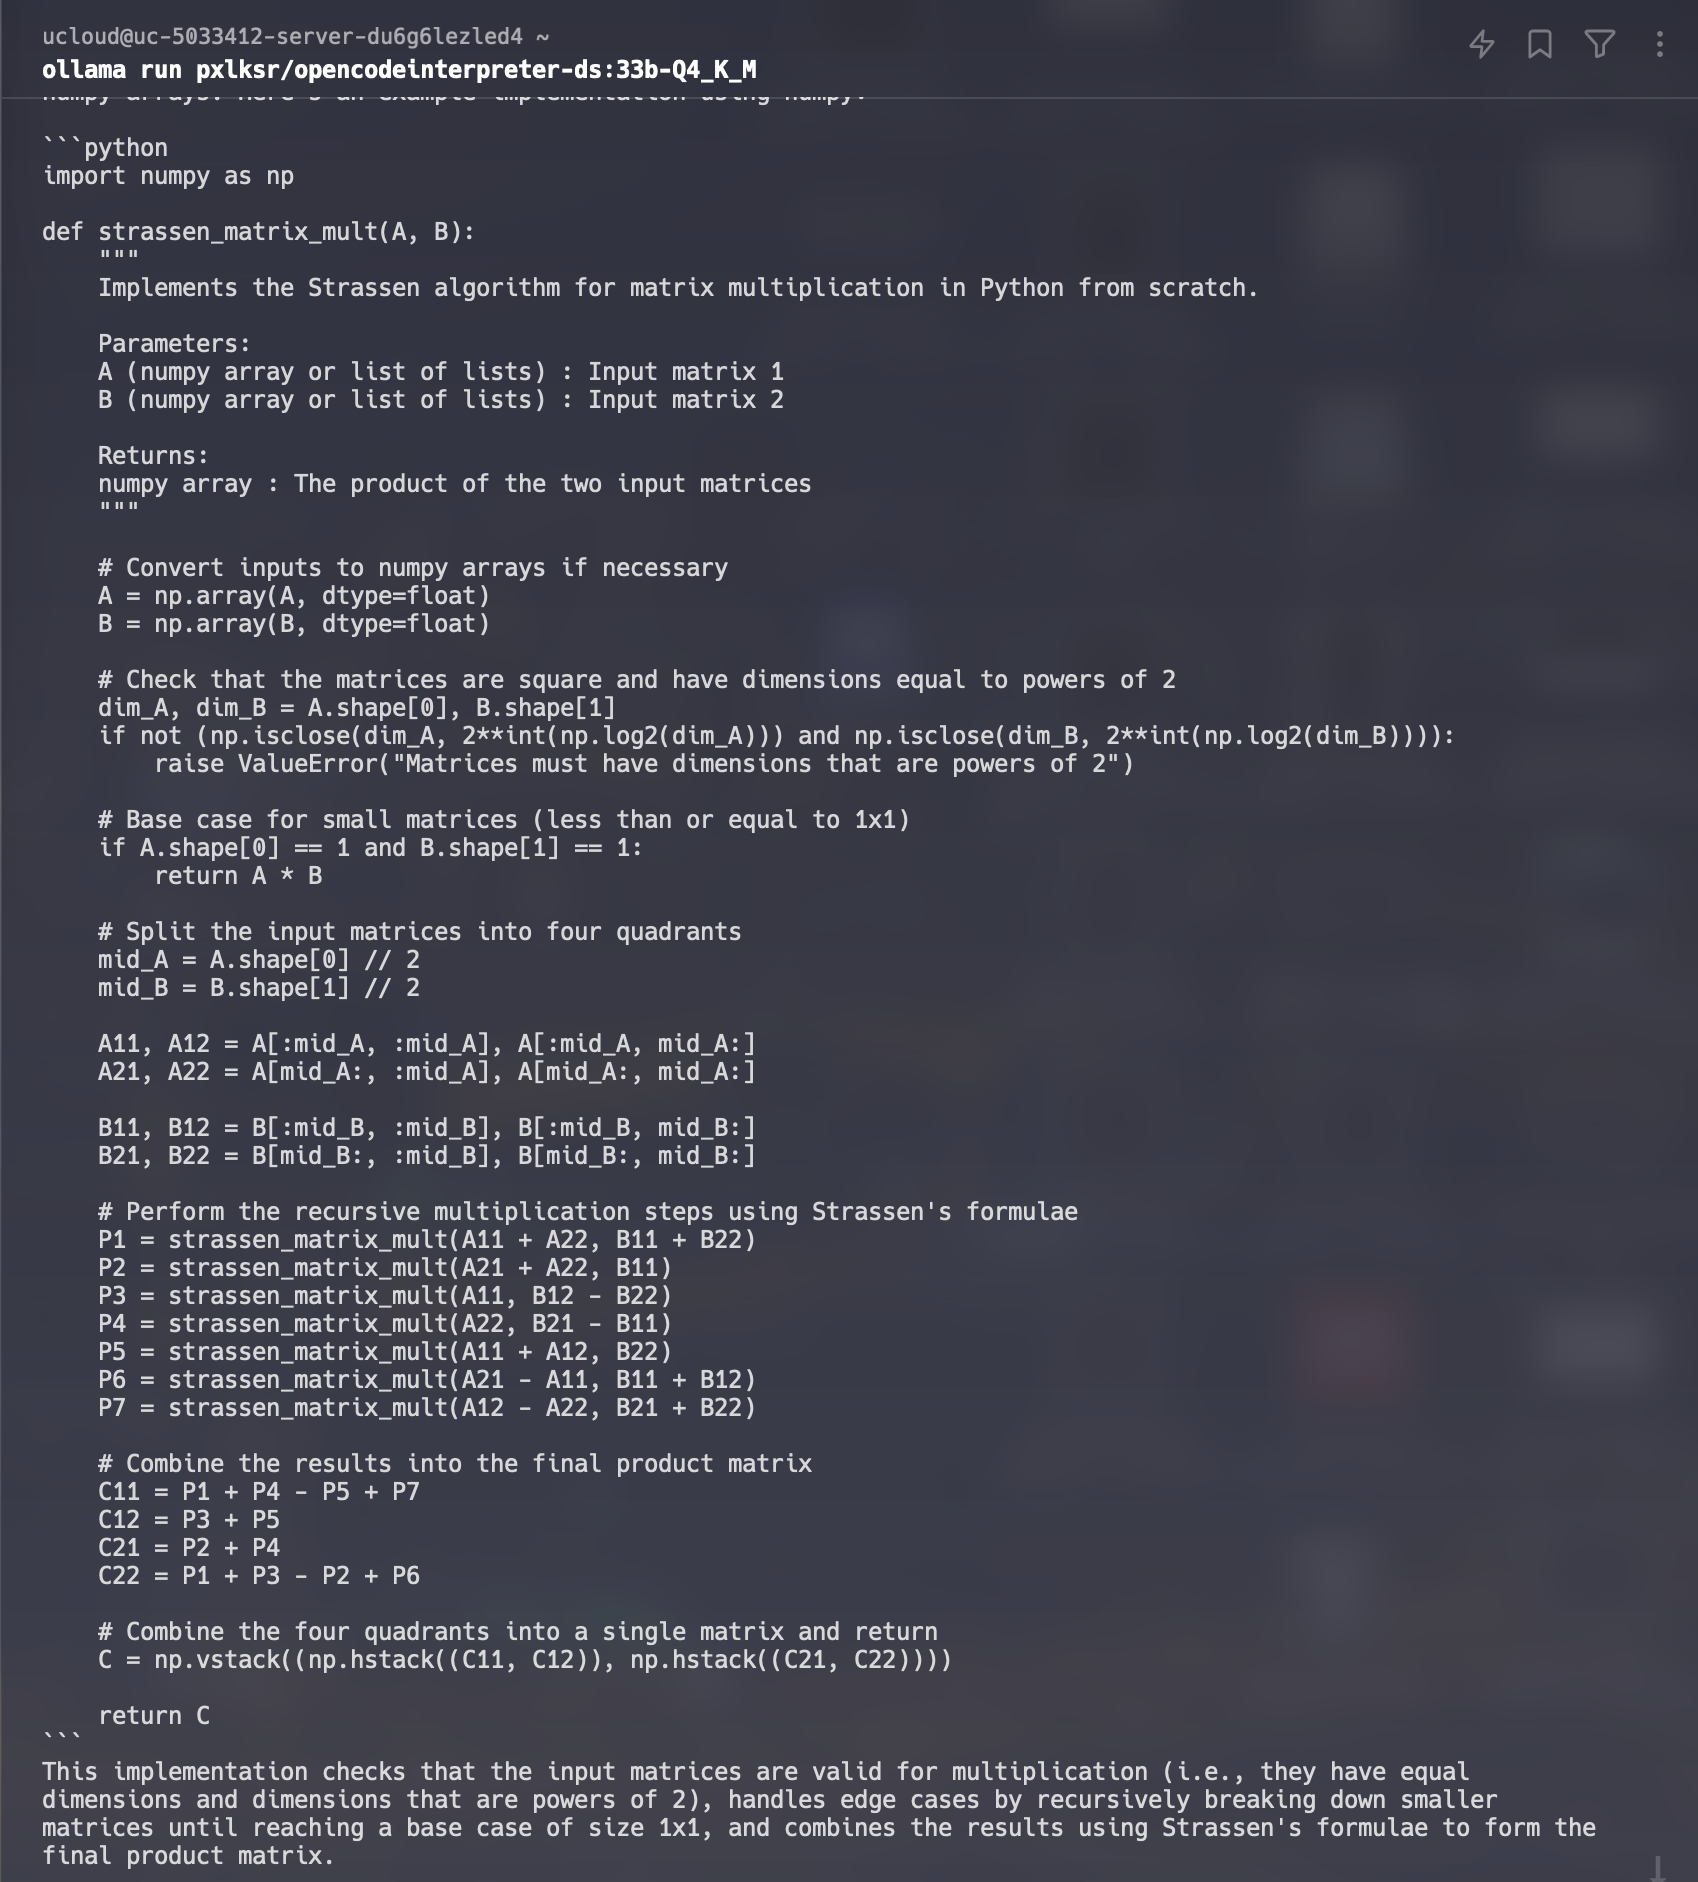 ucloud@uc-5033412-server-du6g6lezled4 ~
ollama run pxlksr/opencodeinterpreter-ds:33b-Q4_K_M
numpy arrays. Here's an example implementation using numpy:
```python
import numpy as np
def strassen_matrix_mult(A, B):
    """
    Implements the Strassen algorithm for matrix multiplication in Python from scratch.
    Parameters:
    A (numpy array or list of lists) : Input matrix 1
    B (numpy array or list of lists) : Input matrix 2
    Returns:
    numpy array : The product of the two input matrices
    """
    # Convert inputs to numpy arrays if necessary
    A = np.array(A, dtype=float)
    B = np.array(B, dtype=float)
    # Check that the matrices are square and have dimensions equal to powers of 2
    dim_A, dim_B = A.shape[0], B.shape[1]
    if not (np.isclose(dim_A, 2**int(np.log2(dim_A))) and np.isclose(dim_B, 2**int(np.log2(dim_B)))):
        raise ValueError("Matrices must have dimensions that are powers of 2")
    # Base case for small matrices (less than or equal to 1x1)
    if A.shape[0] == 1 and B.shape[1] == 1:
        return A * B
    # Split the input matrices into four quadrants
    mid_A = A.shape[0] // 2
    mid_B = B.shape[1] // 2
    A11, A12 = A[:mid_A, :mid_A], A[:mid_A, mid_A:]
    A21, A22 = A[mid_A:, :mid_A], A[mid_A:, mid_A:]
    B11, B12 = B[:mid_B, :mid_B], B[:mid_B, mid_B:]
    B21, B22 = B[mid_B:, :mid_B], B[mid_B:, mid_B:]
    # Perform the recursive multiplication steps using Strassen's formulae
    P1 = strassen_matrix_mult(A11 + A22, B11 + B22)
    P2 = strassen_matrix_mult(A21 + A22, B11)
    P3 = strassen_matrix_mult(A11, B12 - B22)
    P4 = strassen_matrix_mult(A22, B21 - B11)
    P5 = strassen_matrix_mult(A11 + A12, B22)
    P6 = strassen_matrix_mult(A21 - A11, B11 + B12)
    P7 = strassen_matrix_mult(A12 - A22, B21 + B22)
    # Combine the results into the final product matrix
    C11 = P1 + P4 - P5 + P7
    C12 = P3 + P5
    C21 = P2 + P4
    C22 = P1 + P3 - P2 + P6
    # Combine the four quadrants into a single matrix and return
    C = np.vstack((np.hstack((C11, C12)), np.hstack((C21, C22))))
    return C
```
This implementation checks that the input matrices are valid for multiplication (i.e., they have equal
dimensions and dimensions that are powers of 2), handles edge cases by recursively breaking down smaller
matrices until reaching a base case of size 1x1, and combines the results using Strassen's formulae to form the
final product matrix.